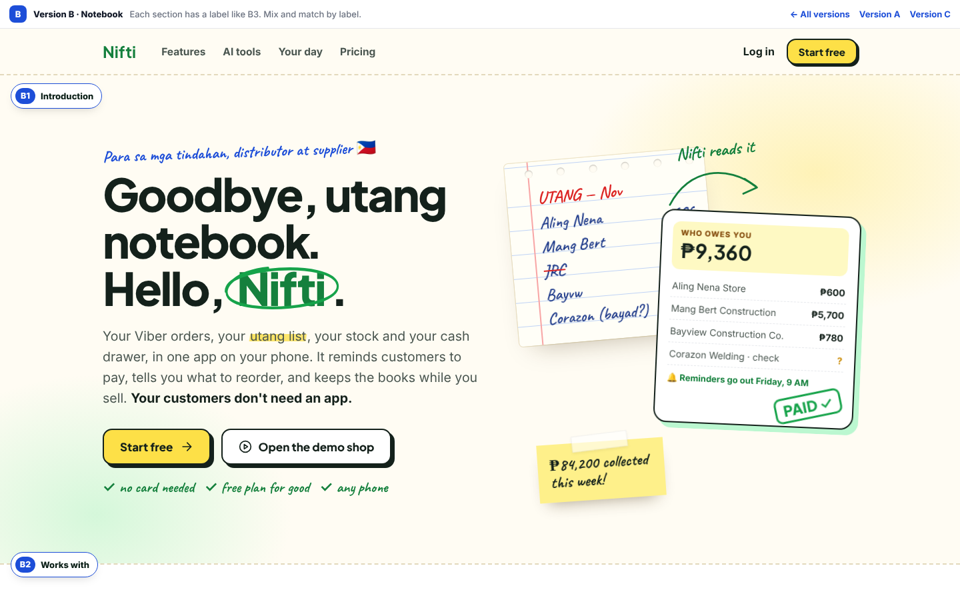 B Version B · Notebook Each section has a label like B3. Mix and match by label. ← All versions Version A Version C
Nifti Features AI tools Your day Pricing Log in Start free
B1 Introduction
Para sa mga tindahan, distributor at supplier
Goodbye, utang
notebook.
Hello, Nifti.
Your Viber orders, your utang list, your stock and your cash
drawer, in one app on your phone. It reminds customers to
pay, tells you what to reorder, and keeps the books while you
sell. Your customers don't need an app.
Start free → Open the demo shop
✓ no card needed ✓ free plan for good ✓ any phone
Nifti reads it
UTANG – Nov
Aling Nena
Mang Bert
JRC
Bayvw
Corazon (bayad?)
WHO OWES YOU
₱9,360
Aling Nena Store ₱600
Mang Bert Construction ₱5,700
Bayview Construction Co. ₱780
Corazon Welding · check ?
Reminders go out Friday, 9 AM
PAID ✓
₱84,200 collected
this week!
B2 Works with